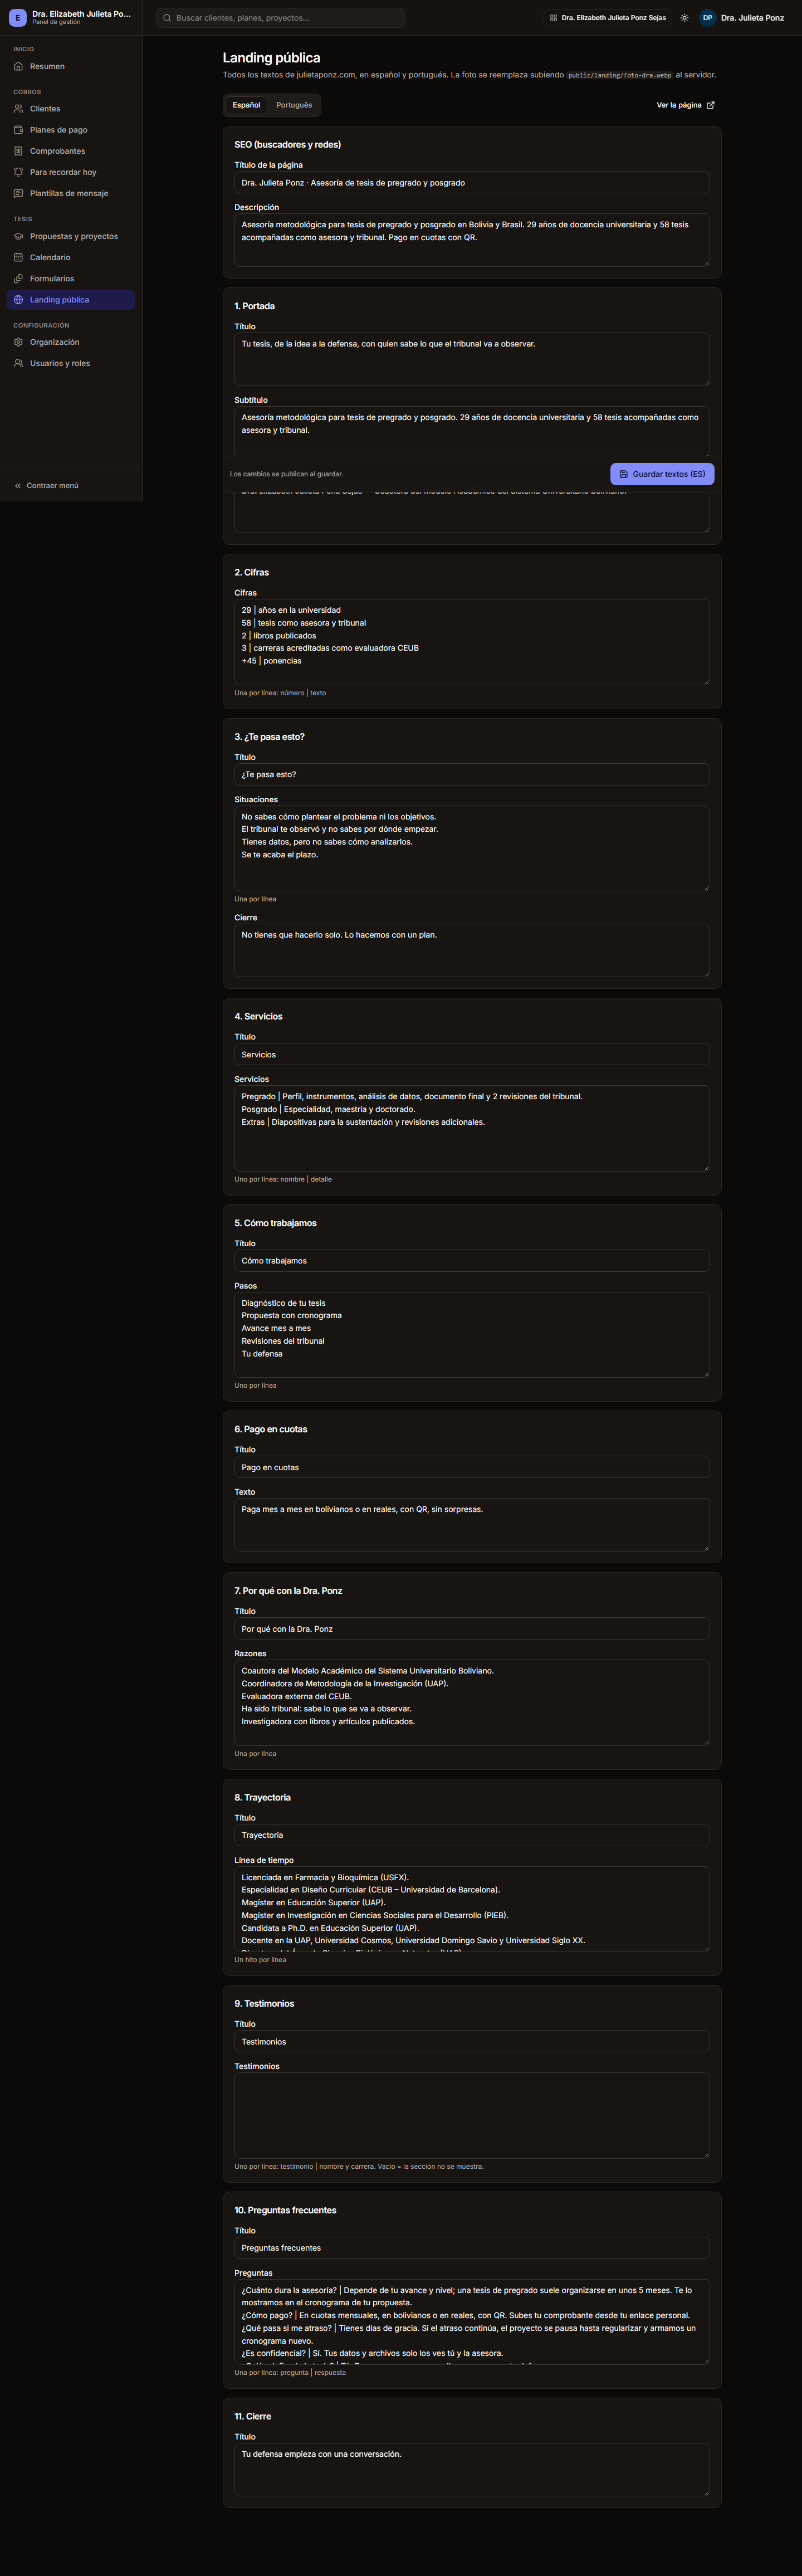 E
Dra. Elizabeth Julieta Po...
Panel de gestión
Buscar clientes, planes, proyectos...
Dra. Elizabeth Julieta Ponz Sejas
DP
Dra. Julieta Ponz
INICIO
Resumen
COBROS
Clientes
Planes de pago
Comprobantes
Para recordar hoy
Plantillas de mensaje
TESIS
Propuestas y proyectos
Calendario
Formularios
Landing pública
CONFIGURACIÓN
Organización
Usuarios y roles
Contraer menú
Landing pública
Todos los textos de julietaponz.com, en español y portugués. La foto se reemplaza subiendo public/landing/foto-dra.webp al servidor.
Español
Português
Ver la página
SEO (buscadores y redes)
Título de la página
Dra. Julieta Ponz · Asesoría de tesis de pregrado y posgrado
Descripción
Asesoría metodológica para tesis de pregrado y posgrado en Bolivia y Brasil. 29 años de docencia universitaria y 58 tesis
acompañadas como asesora y tribunal. Pago en cuotas con QR.
1. Portada
Título
Tu tesis, de la idea a la defensa, con quien sabe lo que el tribunal va a observar.
Subtítulo
Asesoría metodológica para tesis de pregrado y posgrado. 29 años de docencia universitaria y 58 tesis acompañadas como
asesora y tribunal.
Los cambios se publican al guardar.
Guardar textos (ES)
2. Cifras
Cifras
29 | años en la universidad
58 | tesis como asesora y tribunal
2 | libros publicados
3 | carreras acreditadas como evaluadora CEUB
+45 | ponencias
Una por línea: número | texto
3. ¿Te pasa esto?
Título
¿Te pasa esto?
Situaciones
No sabes cómo plantear el problema ni los objetivos.
El tribunal te observó y no sabes por dónde empezar.
Tienes datos, pero no sabes cómo analizarlos.
Se te acaba el plazo.
Una por línea
Cierre
No tienes que hacerlo solo. Lo hacemos con un plan.
4. Servicios
Título
Servicios
Servicios
Pregrado | Perfil, instrumentos, análisis de datos, documento final y 2 revisiones del tribunal.
Posgrado | Especialidad, maestría y doctorado.
Extras | Diapositivas para la sustentación y revisiones adicionales.
Uno por línea: nombre | detalle
5. Cómo trabajamos
Título
Cómo trabajamos
Pasos
Diagnóstico de tu tesis
Propuesta con cronograma
Avance mes a mes
Revisiones del tribunal
Tu defensa
Uno por línea
6. Pago en cuotas
Título
Pago en cuotas
Texto
Paga mes a mes en bolivianos o en reales, con QR, sin sorpresas.
7. Por qué con la Dra. Ponz
Título
Por qué con la Dra. Ponz
Razones
Coautora del Modelo Académico del Sistema Universitario Boliviano.
Coordinadora de Metodología de la Investigación (UAP).
Evaluadora externa del CEUB.
Ha sido tribunal: sabe lo que se va a observar.
Investigadora con libros y artículos publicados.
Una por línea
8. Trayectoria
Título
Trayectoria
Línea de tiempo
Licenciada en Farmacia y Bioquímica (USFX).
Especialidad en Diseño Curricular (CEUB – Universidad de Barcelona).
Magíster en Educación Superior (UAP).
Magíster en Investigación en Ciencias Sociales para el Desarrollo (PIEB).
Candidata a Ph.D. en Educación Superior (UAP).
Docente en la UAP, Universidad Cosmos, Universidad Domingo Savio y Universidad Siglo XX.
Un hito por línea
9. Testimonios
Título
Testimonios
Testimonios
Uno por línea: testimonio | nombre y carrera. Vacío = la sección no se muestra.
10. Preguntas frecuentes
Título
Preguntas frecuentes
Preguntas
¿Cuánto dura la asesoría? | Depende de tu avance y nivel; una tesis de pregrado suele organizarse en unos 5 meses. Te lo
mostramos en el cronograma de tu propuesta.
¿Cómo pago? | En cuotas mensuales, en bolivianos o en reales, con QR. Subes tu comprobante desde tu enlace personal.
¿Qué pasa si me atraso? | Tienes días de gracia. Si el atraso continúa, el proyecto se pausa hasta regularizar y armamos un
cronograma nuevo.
¿Es confidencial? | Sí. Tus datos y archivos solo los ves tú y la asesora.
Una por línea: pregunta | respuesta
11. Cierre
Título
Tu defensa empieza con una conversación.